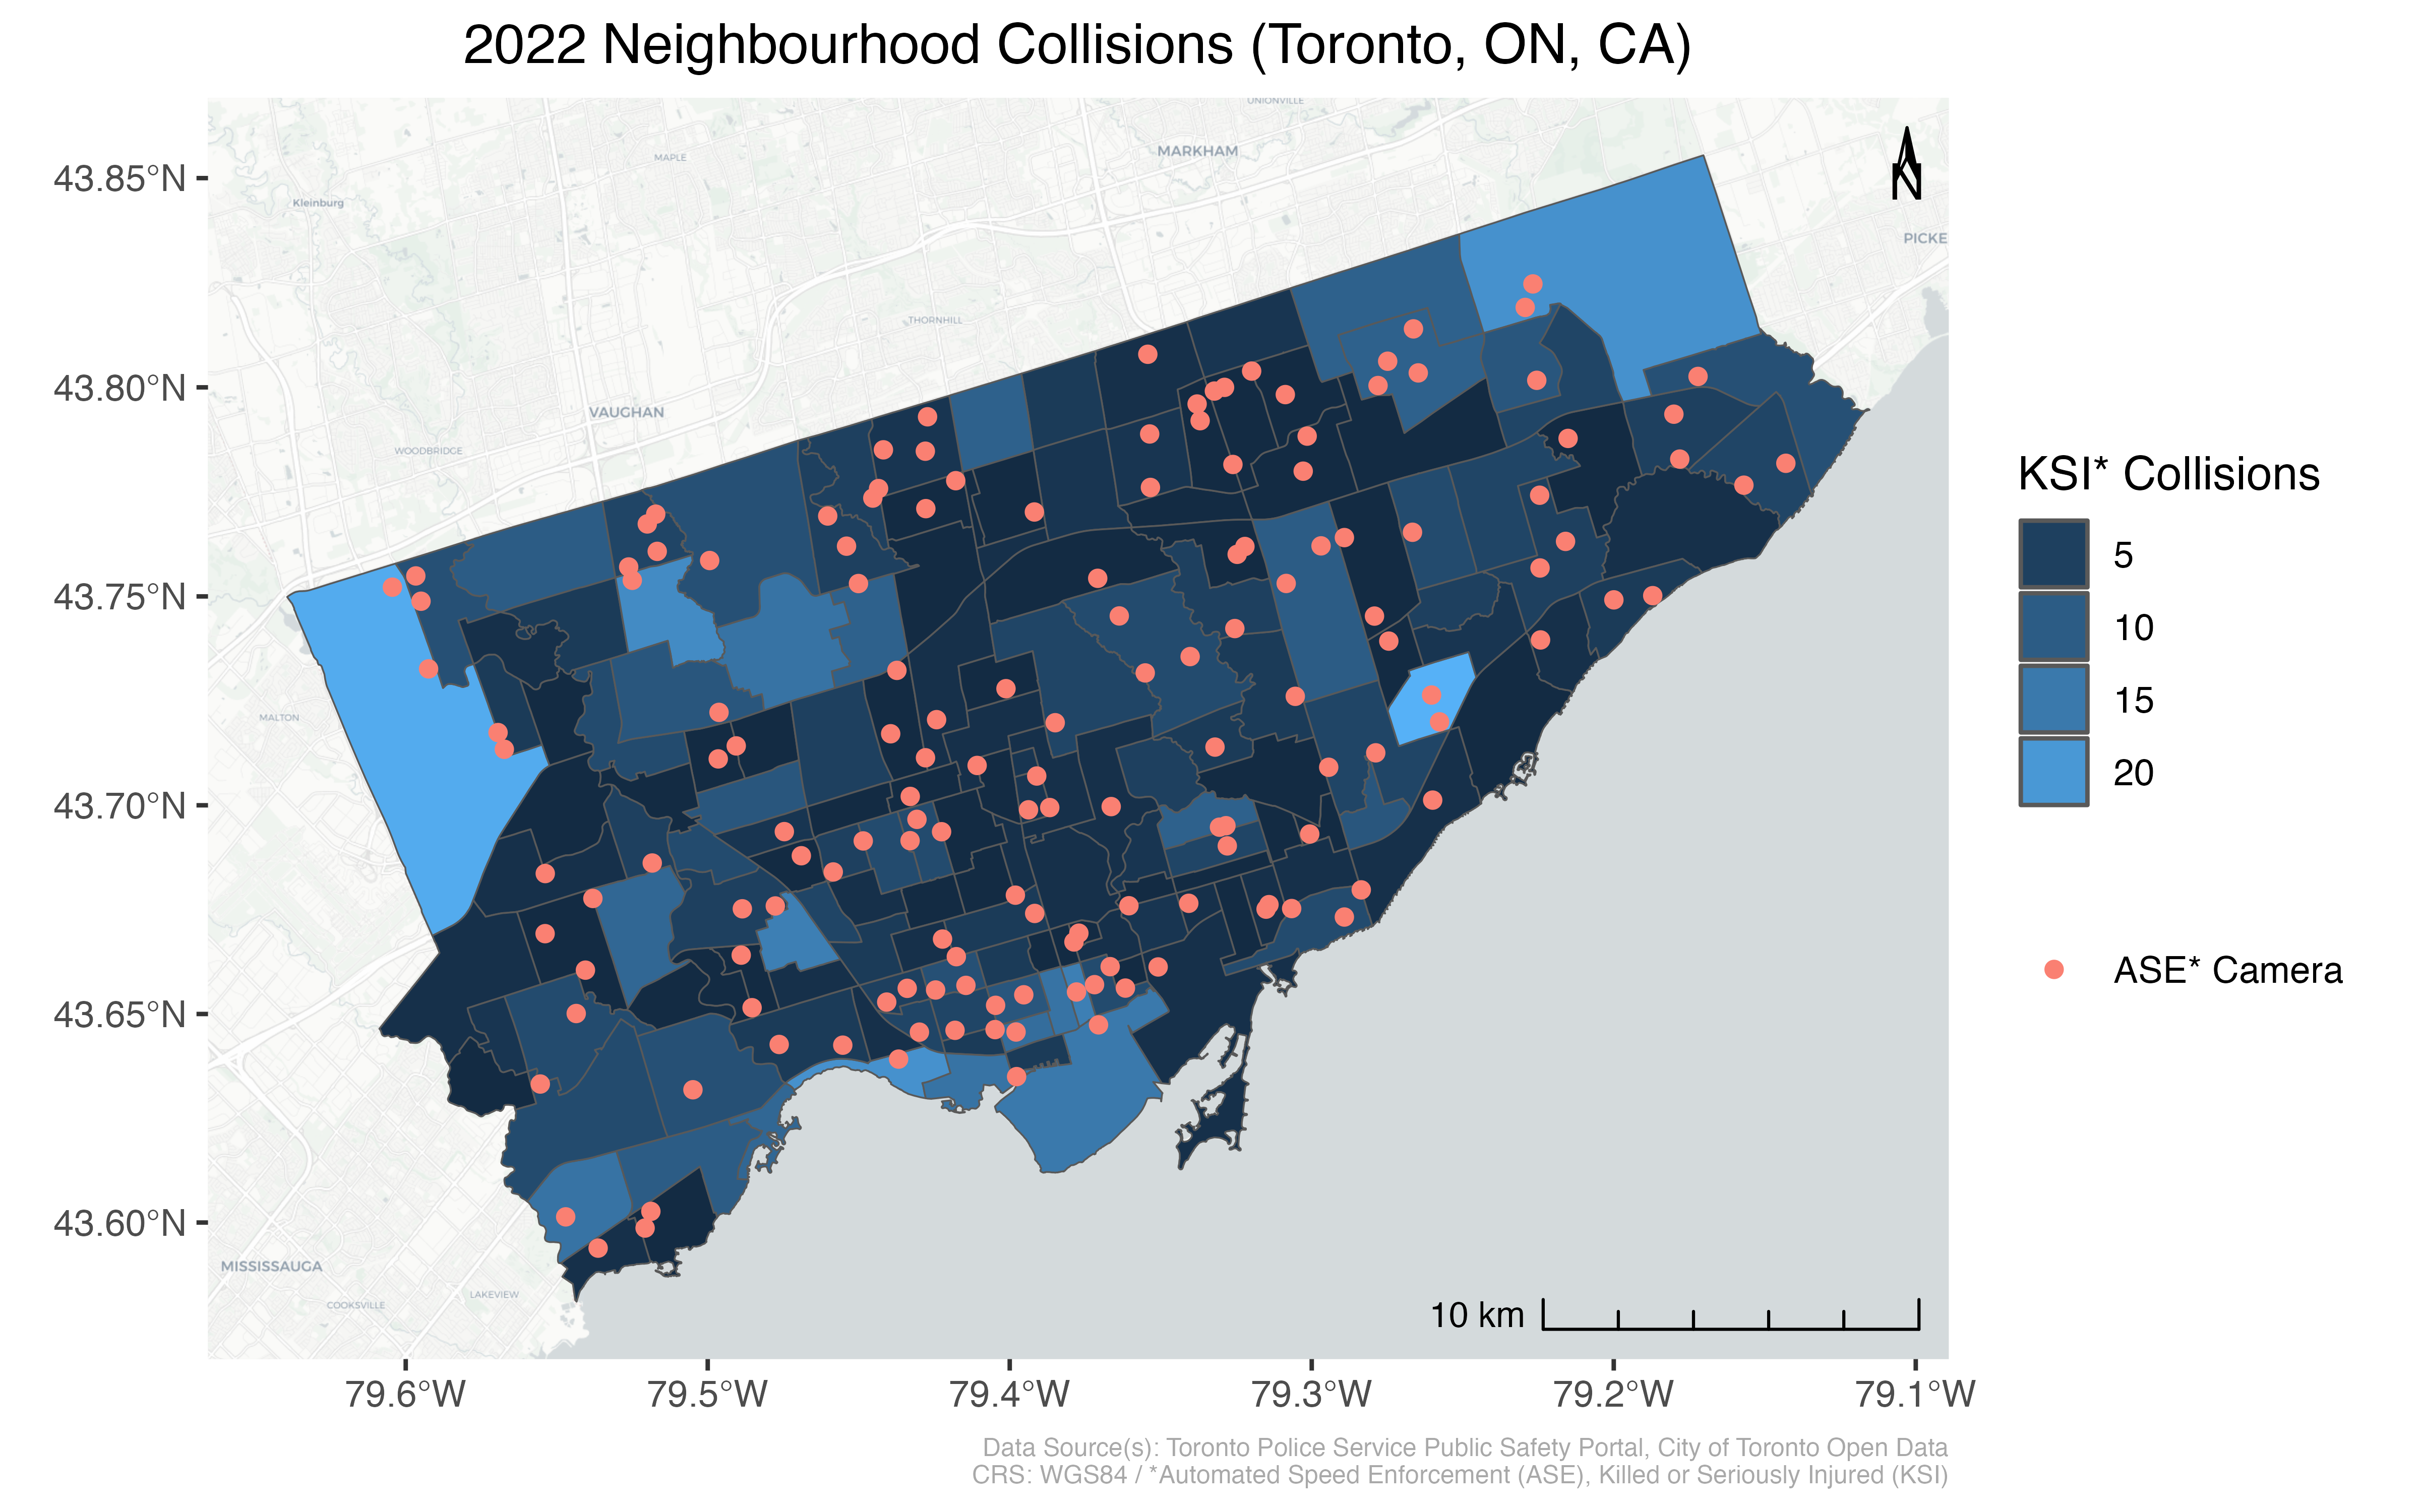 2022 Neighbourhood Collisions (Toronto, ON, CA)
UNIONVILLE
MARKHAM
MAPLE
N
43.85°N
Kleinburg
PICKE
THORNHILL
43.80°N
VAUGHAN
WOODBRIDGE
KSI* Collisions
5
10
15
20
43.75°N
MALTON
43.70°N
ASE* Camera
43.65°N
43.60°N
MISSISSAUGA
LAKEVIEW
COOKSVILLE
10 km
79.6°W 79.5°W 79.4°W 79.3°W 79.2°W 79.1°W
Data Source(s): Toronto Police Service Public Safety Portal, City of Toronto Open Data
CRS: WGS84 / *Automated Speed Enforcement (ASE), Killed or Seriously Injured (KSI)